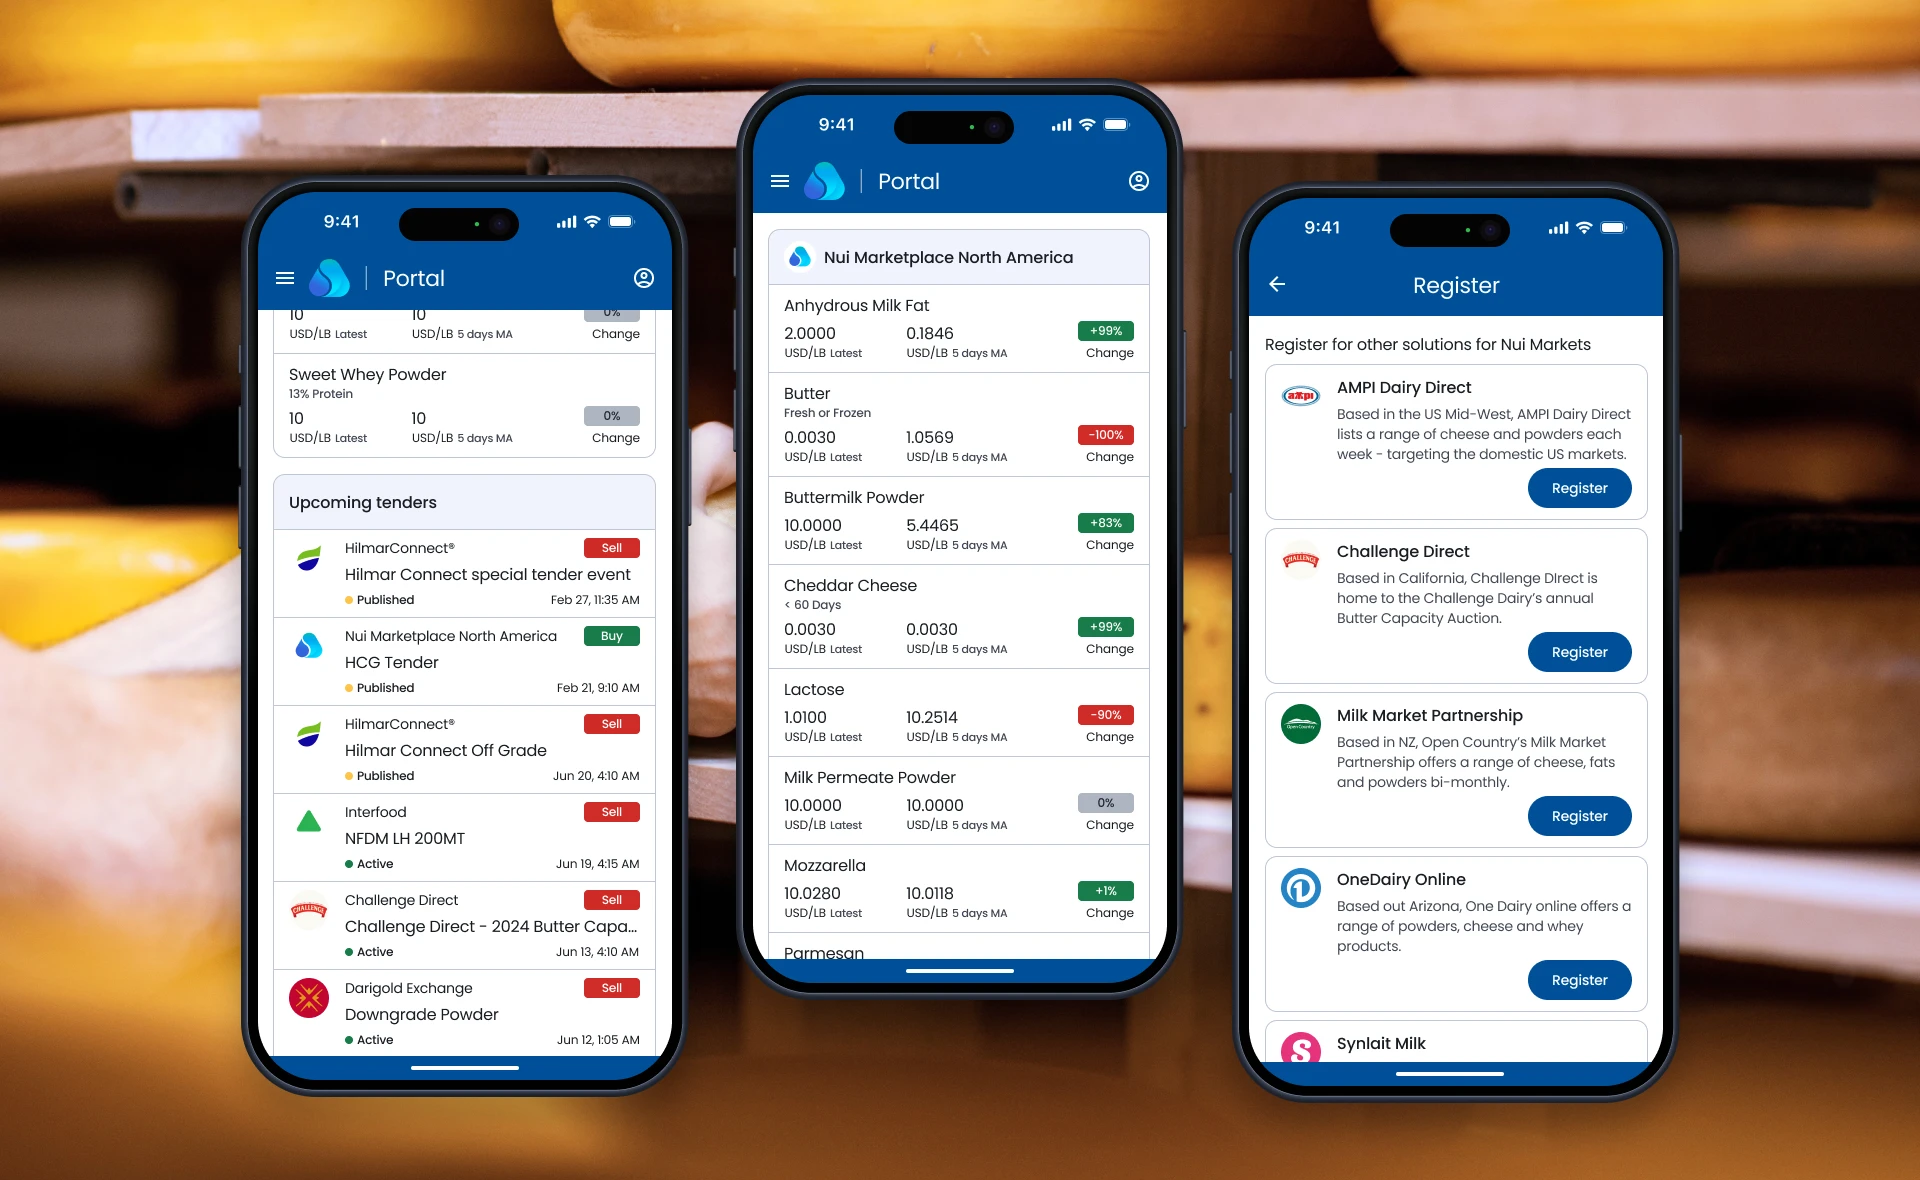 9:41
Portal
10
10
0%
USD/LB Latest
USD/LB 5 days MA
Change
Sweet Whey Powder
13% Protein
10
10
0%
USD/LB Latest
USD/LB 5 days MA
Change
Upcoming tenders
HilmarConnect®
Sell
Hilmar Connect special tender event
Published
Feb 27, 11:35 AM
Nui Marketplace North America
Buy
HCG Tender
Published
Feb 21, 9:10 AM
HilmarConnect®
Sell
Hilmar Connect Off Grade
Published
Jun 20, 4:10 AM
Interfood
Sell
NFDM LH 200MT
Active
Jun 19, 4:15 AM
CHALLENGE
Challenge Direct
Sell
Challenge Direct - 2024 Butter Capa...
Active
Jun 13, 4:10 AM
Darigold Exchange
Sell
Downgrade Powder
Active
Jun 12, 1:05 AM
9:41
Portal
Nui Marketplace North America
Anhydrous Milk Fat
2.0000
0.1846
+99%
USD/LB Latest
USD/LB 5 days MA
Change
Butter
Fresh or Frozen
0.0030
1.0569
-100%
USD/LB Latest
USD/LB 5 days MA
Change
Buttermilk Powder
10.0000
5.4465
+83%
USD/LB Latest
USD/LB 5 days MA
Change
Cheddar Cheese
< 60 Days
0.0030
0.0030
+99%
USD/LB Latest
USD/LB 5 days MA
Change
Lactose
1.0100
10.2514
-90%
USD/LB Latest
USD/LB 5 days MA
Change
Milk Permeate Powder
10.0000
10.0000
0%
USD/LB Latest
USD/LB 5 days MA
Change
Mozzarella
10.0280
10.0118
+1%
USD/LB Latest
USD/LB 5 days MA
Change
Parmesan
9:41
Register
Register for other solutions for Nui Markets
ampi
AMPI Dairy Direct
Based in the US Mid-West, AMPI Dairy Direct
lists a range of cheese and powders each
week - targeting the domestic US markets.
Register
CHALLENGE
Challenge Direct
Based in California, Challenge DIrect is
home to the Challenge Dairy's annual
Butter Capacity Auction.
Register
Open Country
Milk Market Partnership
Based in NZ, Open Country's Milk Market
Partnership offers a range of cheese, fats
and powders bi-monthly.
Register
OneDairy Online
Based out Arizona, One Dairy online offers a
range of powders, cheese and whey
products.
Register
Synlait Milk